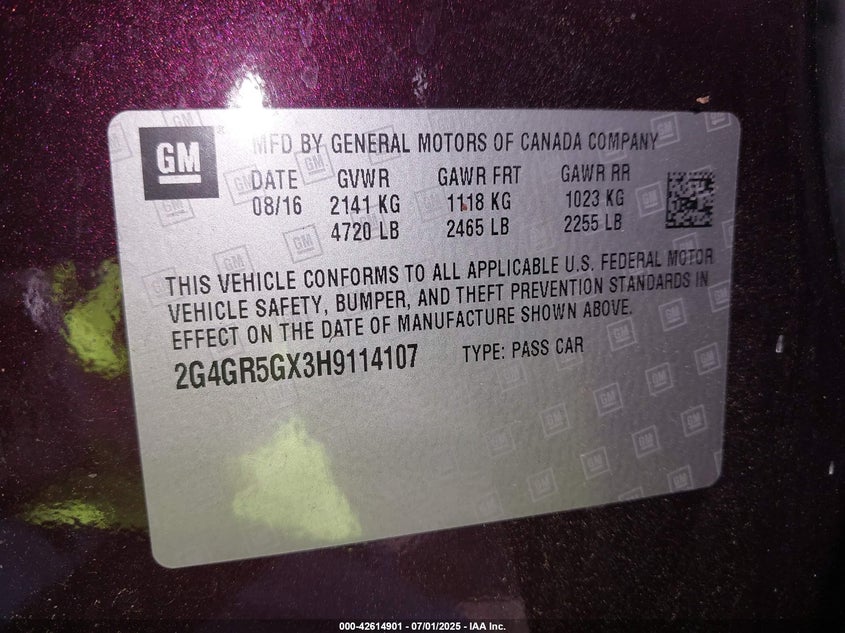 GM
MFD BY GENERAL MOTORS OF CANADA COMPANY
DATE GVWR GAWR FRT GAWR RR
08/16 2141 KG 1118 KG 1023 KG
4720 LB 2465 LB 2255 LB
THIS VEHICLE CONFORMS TO ALL APPLICABLE U.S. FEDERAL MOTOR
VEHICLE SAFETY, BUMPER, AND THEFT PREVENTION STANDARDS IN
EFFECT ON THE DATE OF MANUFACTURE SHOWN ABOVE.
2G4GR5GX3H9114107 TYPE: PASS CAR
000-42614901 - 07/01/2025 - IAA Inc.